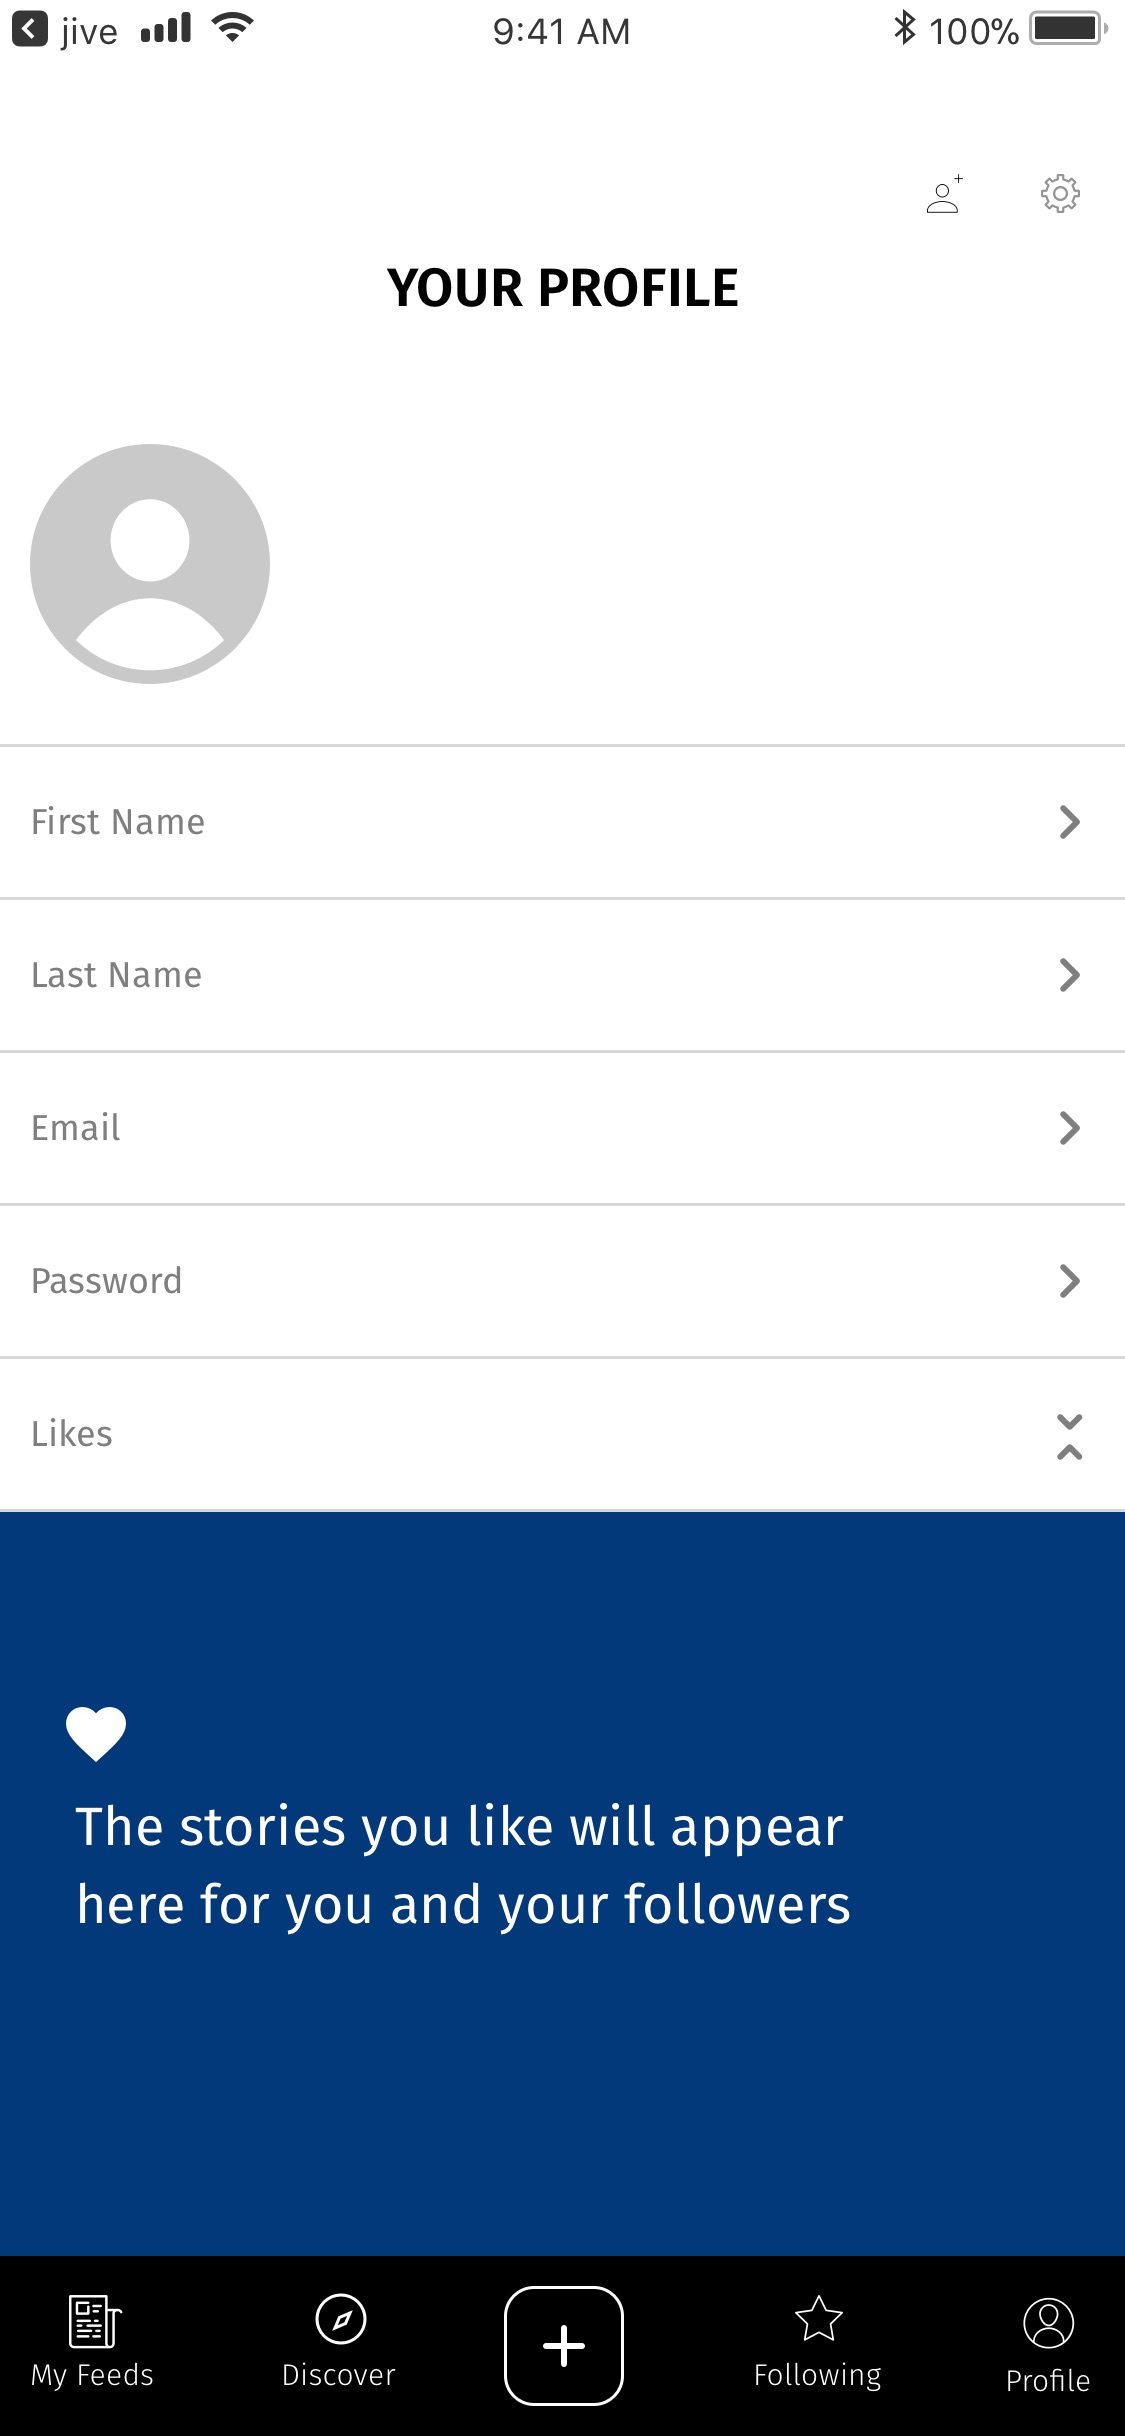 jive 9:41 AM 100%
YOUR PROFILE
First Name
Last Name
Email
Password
Likes
The stories you like will appear
here for you and your followers
My Feeds Discover Following Profile